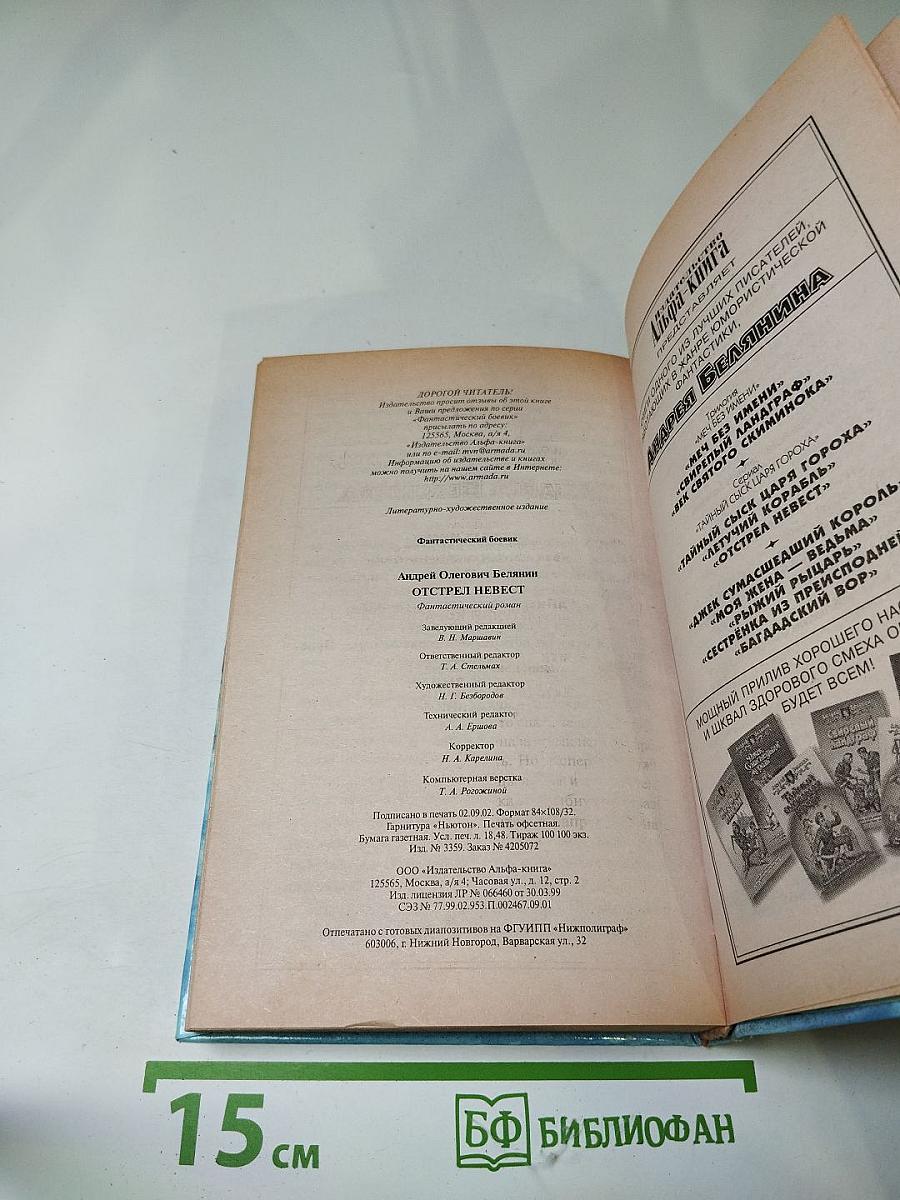 ДОРОГОЙ ЧИТАТЕЛЬ!
Издательство просит отзывы об этой книге
и Ваши предложения по серии
«Фантастический боевик»
присылать по адресу:
125565, Москва, а/я 4,
«Издательство Альфа-книга»
или по e-mail: mvn@armada.ru
Информацию об издательстве и книгах
можно получить на нашем сайте в Интернете:
http://www.armada.ru
Литературно-художественное издание
Фантастический боевик
Андрей Олегович Белянин
ОТСТРЕЛ НЕВЕСТ
Фантастический роман
Заведующий редакцией
В. Н. Маршавин
Ответственный редактор
Т. А. Стельмах
Художественный редактор
Н. Г. Безбородов
Технический редактор
А. А. Ершова
Корректор
Н. А. Карелина
Компьютерная верстка
Т. А. Рогожиной
Подписано в печать 02.09.02. Формат 84×108/32.
Гарнитура «Ньютон». Печать офсетная.
Бумага газетная. Усл. печ. л. 18,48. Тираж 100 100 экз.
Изд. № 3359. Заказ № 4205072
ООО «Издательство Альфа-книга»
125565, Москва, а/я 4; Часовая ул., д. 12, стр. 2
Изд. лицензия ЛР № 066460 от 30.03.99
СЭЗ № 77.99.02.953.П.002467.09.01
Отпечатано с готовых диапозитивов на ФГУИПП «Нижполиграф»
603006, г. Нижний Новгород, Варварская ул., 32
Издательство
Альфа-книга
ПРЕДСТАВЛЯЕТ
ОДНОГО ИЗ ЛУЧШИХ ПИСАТЕЛЕЙ,
В ЖАНРЕ ЮМОРИСТИЧЕСКОЙ
ФАНТАСТИКИ,
АНДРЕЯ БЕЛЯНИНА
Трилогия
«МЕЧ БЕЗ ИМЕНИ»
«МЕЧ БЕЗ ИМЕНИ»
«СВИРЕПЫЙ ЛАНДГРАФ»
«ВЕК СВЯТОГО СКИМИНОКА»
Серия
«ТАЙНЫЙ СЫСК ЦАРЯ ГОРОХА»
«ТАЙНЫЙ СЫСК ЦАРЯ ГОРОХА»
«ЛЕТУЧИЙ КОРАБЛЬ»
«ОТСТРЕЛ НЕВЕСТ»
«ДЖЕК СУМАСШЕДШИЙ КОРОЛЬ»
«МОЯ ЖЕНА — ВЕДЬМА»
«РЫЖИЙ РЫЦАРЬ»
«СЕСТРЁНКА ИЗ ПРЕИСПОДНЕЙ
«БАГДАДСКИЙ ВОР»
МОЩНЫЙ ПРИЛИВ ХОРОШЕГО НАС
И ШКВАЛ ЗДОРОВОГО СМЕХА
БУДЕТ ВСЕМ!
15 см
БФ БИБЛИОФАН